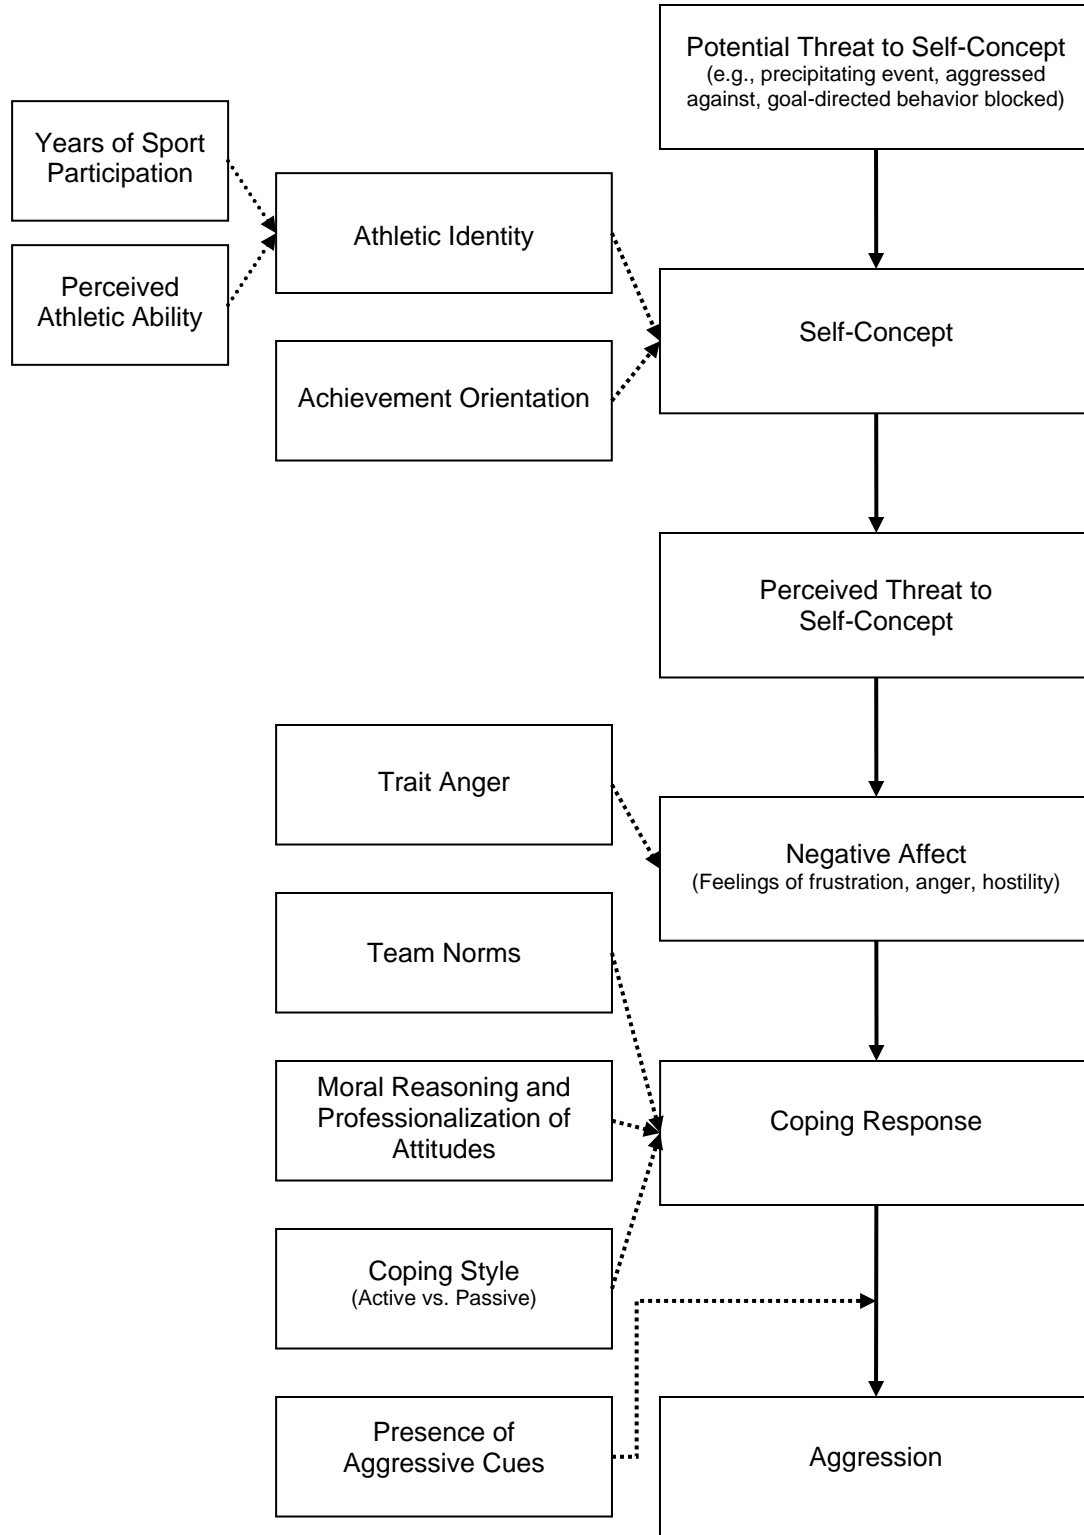 Potential Threat to Self-Concept
(e.g., precipitating event, aggressed
against, goal-directed behavior blocked)
Years of Sport
Participation
Athletic Identity
Perceived
Athletic Ability
Self-Concept
Achievement Orientation
Perceived Threat to
Self-Concept
Trait Anger
Negative Affect
(Feelings of frustration, anger, hostility)
Team Norms
Moral Reasoning and
Professionalization of
Attitudes
Coping Response
Coping Style
(Active vs. Passive)
Presence of
Aggressive Cues
Aggression